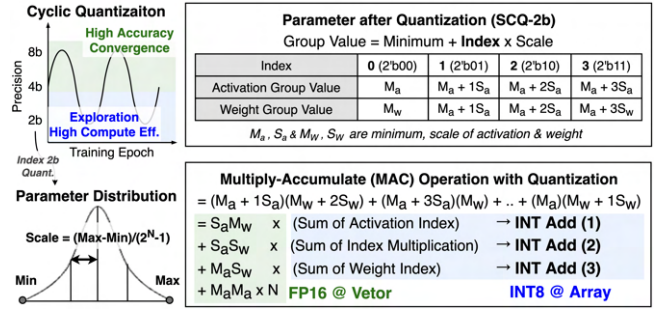 Cyclic Quantizaiton
High Accuracy
Convergence
8b
4b
2b
Precision
Exploration
High Compute Eff.
Training Epoch
Index 2b
Quant.
Parameter Distribution
Scale = (Max-Min)/(2^N-1)
Min
Max
Parameter after Quantization (SCQ-2b)
Group Value = Minimum + Index x Scale
Index 0 (2'b00) 1 (2'b01) 2 (2'b10) 3 (2'b11)
Activation Group Value Ma Ma + 1Sa Ma + 2Sa Ma + 3Sa
Weight Group Value Mw Ma + 1Sa Ma + 2Sa Ma + 3Sw
Ma , Sa & Mw , Sw are minimum, scale of activation & weight
Multiply-Accumulate (MAC) Operation with Quantization
= (Ma + 1Sa)(Mw + 2Sw) + (Ma + 3Sa)(Mw) + .. + (Ma)(Mw + 1Sw)
= SaMw x (Sum of Activation Index) → INT Add (1)
+ SaSw x (Sum of Index Multiplication) → INT Add (2)
+ MaSw x (Sum of Weight Index) → INT Add (3)
+ MaMa x N FP16 @ Vetor INT8 @ Array